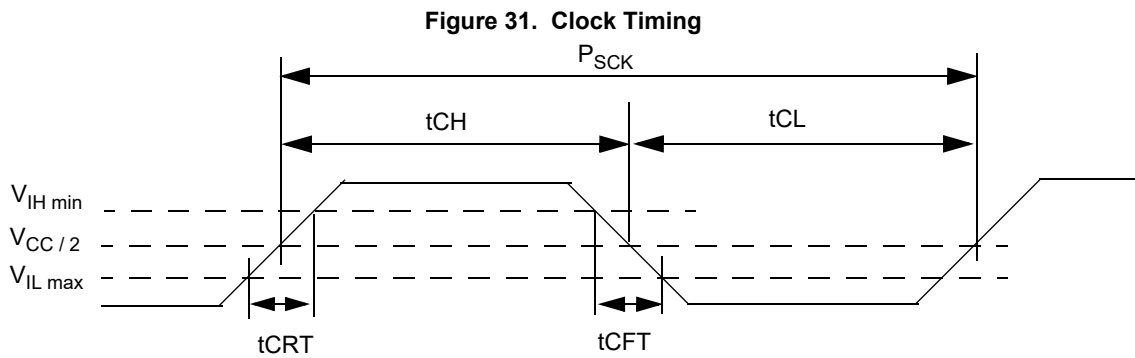 Figure 31. Clock Timing
PSCK
tCH tCL
VIH min
VCC / 2
VIL max
tCRT tCFT